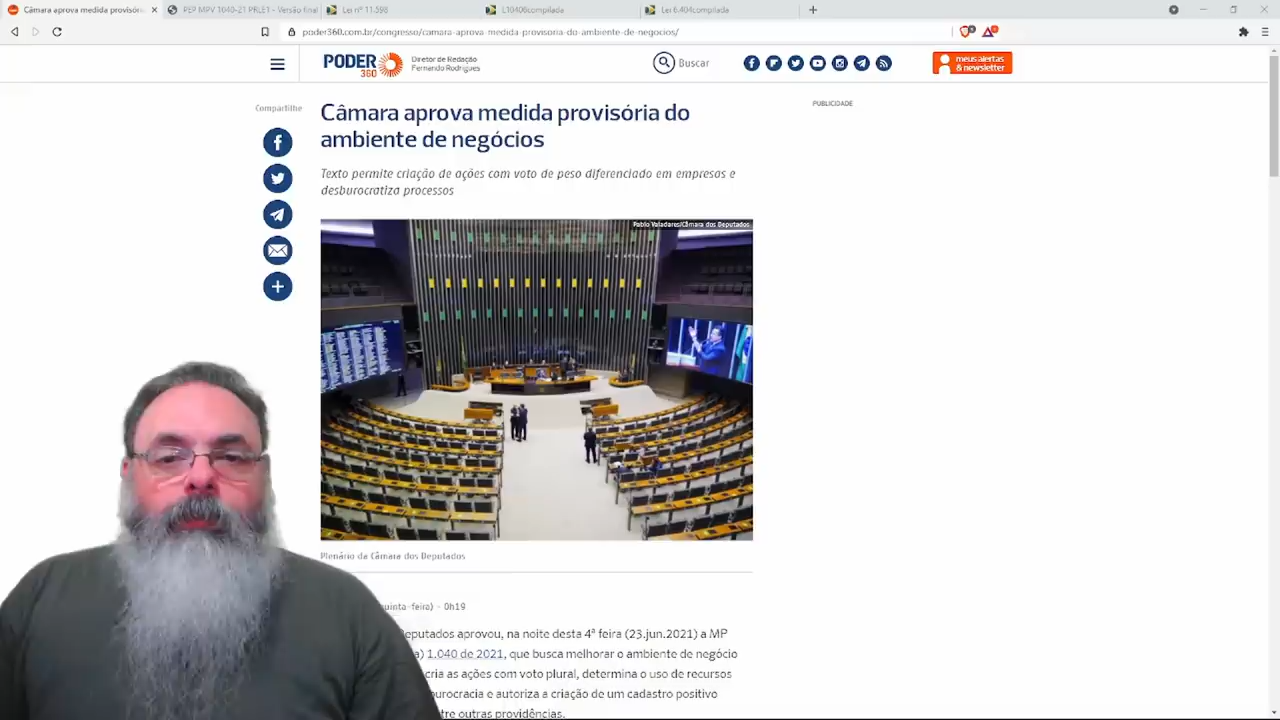 Câmara aprova medida provisóri
PEP MPV 1040-21 PRLE1 - Versão final
Lei nº 11.598
L10406compilada
Lei 6.404compilada
poder360.com.br/congresso/camara-aprova-medida-provisoria-do-ambiente-de-negocios/
PODER
360
Diretor de Redação
Fernando Rodrigues
Buscar
meus alertas
& newsletter
Compartilhe
Câmara aprova medida provisória do
ambiente de negócios
PUBLICIDADE
Texto permite criação de ações com voto de peso diferenciado em empresas e
desburocratiza processos
Pablo Valadares/Câmara dos Deputados
Plenário da Câmara dos Deputados
uinta-feira) - 0h19
eputados aprovou, na noite desta 4ª feira (23.jun.2021) a MP
) 1.040 de 2021, que busca melhorar o ambiente de negócio
cria as ações com voto plural, determina o uso de recursos
urocracia e autoriza a criação de um cadastro positivo
tre outras providências.